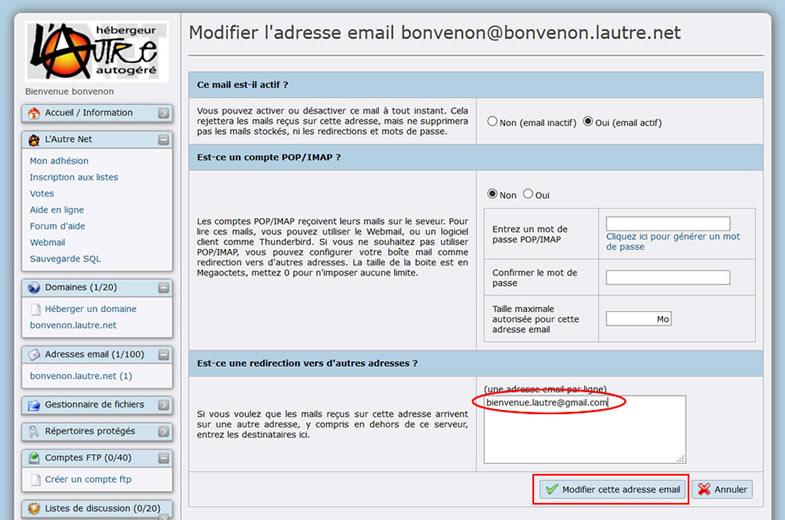 hébergeur
L'Autre
autogéré
Bienvenue bonvenon
Accueil / Information
L'Autre Net
Mon adhésion
Inscription aux listes
Votes
Aide en ligne
Forum d'aide
Webmail
Sauvegarde SQL
Domaines (1/20)
Héberger un domaine
bonvenon.lautre.net
Adresses email (1/100)
bonvenon.lautre.net (1)
Gestionnaire de fichiers
Répertoires protégés
Comptes FTP (0/40)
Créer un compte ftp
Listes de discussion (0/20)
Modifier l'adresse email bonvenon@bonvenon.lautre.net
Ce mail est-il actif ?
Vous pouvez activer ou désactiver ce mail à tout instant. Cela
rejettera les mails reçus sur cette adresse, mais ne supprimera
pas les mails stockés, ni les redirections et mots de passe.
Non (email inactif) Oui (email actif)
Est-ce un compte POP/IMAP ?
Les comptes POP/IMAP reçoivent leurs mails sur le seveur. Pour
lire ces mails, vous pouvez utiliser le Webmail, ou un logiciel
client comme Thunderbird. Si vous ne souhaitez pas utiliser
POP/IMAP, vous pouvez configurer votre boîte mail comme
redirection vers d'autres adresses. La taille de la boite est en
Megaoctets, mettez 0 pour n'imposer aucune limite.
Non Oui
Entrez un mot de
passe POP/IMAP
Cliquez ici pour générer un mot
de passe
Confirmer le mot de
passe
Taille maximale
autorisée pour cette
adresse email
Mo
Est-ce une redirection vers d'autres adresses ?
Si vous voulez que les mails reçus sur cette adresse arrivent
sur une autre adresse, y compris en dehors de ce serveur,
entrez les destinataires ici.
(une adresse email par ligne)
bienvenue.lautre@gmail.com
Modifier cette adresse email
Annuler